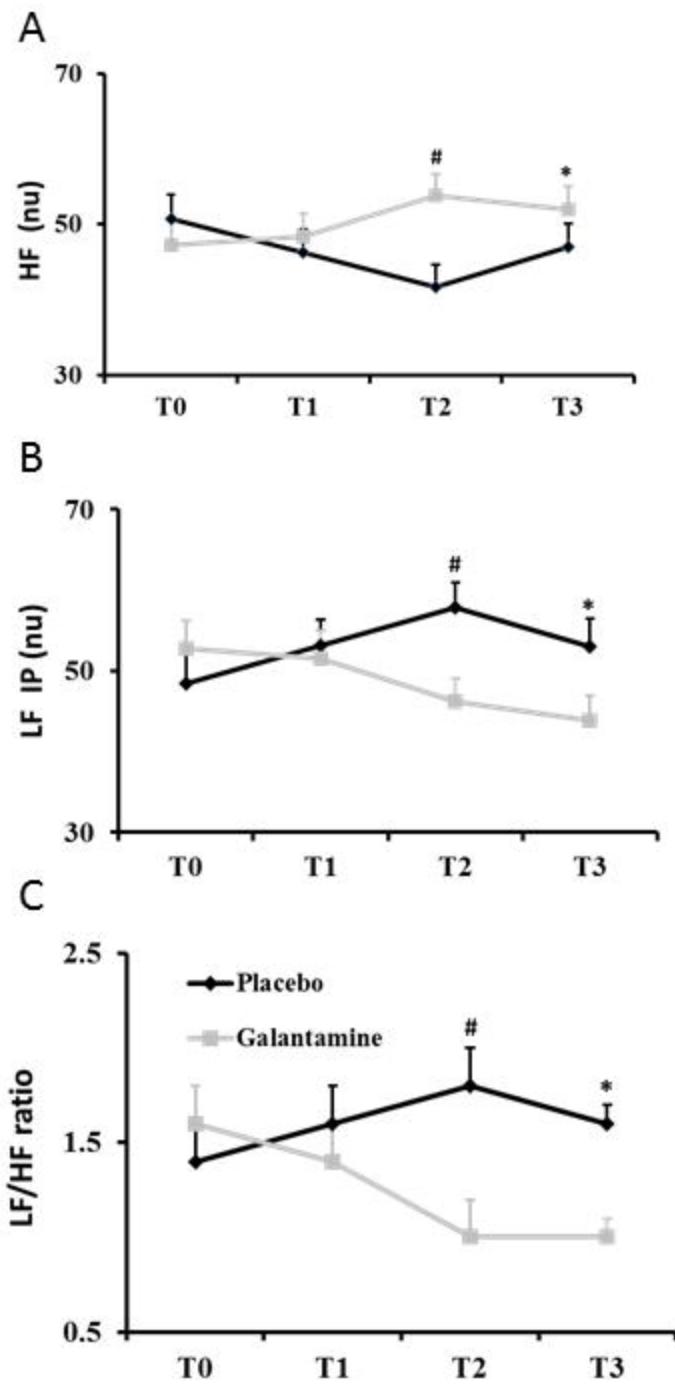 A
70
#
*
HF (nu)
50
30
T0 T1 T2 T3
B
70
#
*
LF IP (nu)
50
30
T0 T1 T2 T3
C
2.5
Placebo
#
Galantamine
*
LF/HF ratio
1.5
0.5
T0 T1 T2 T3